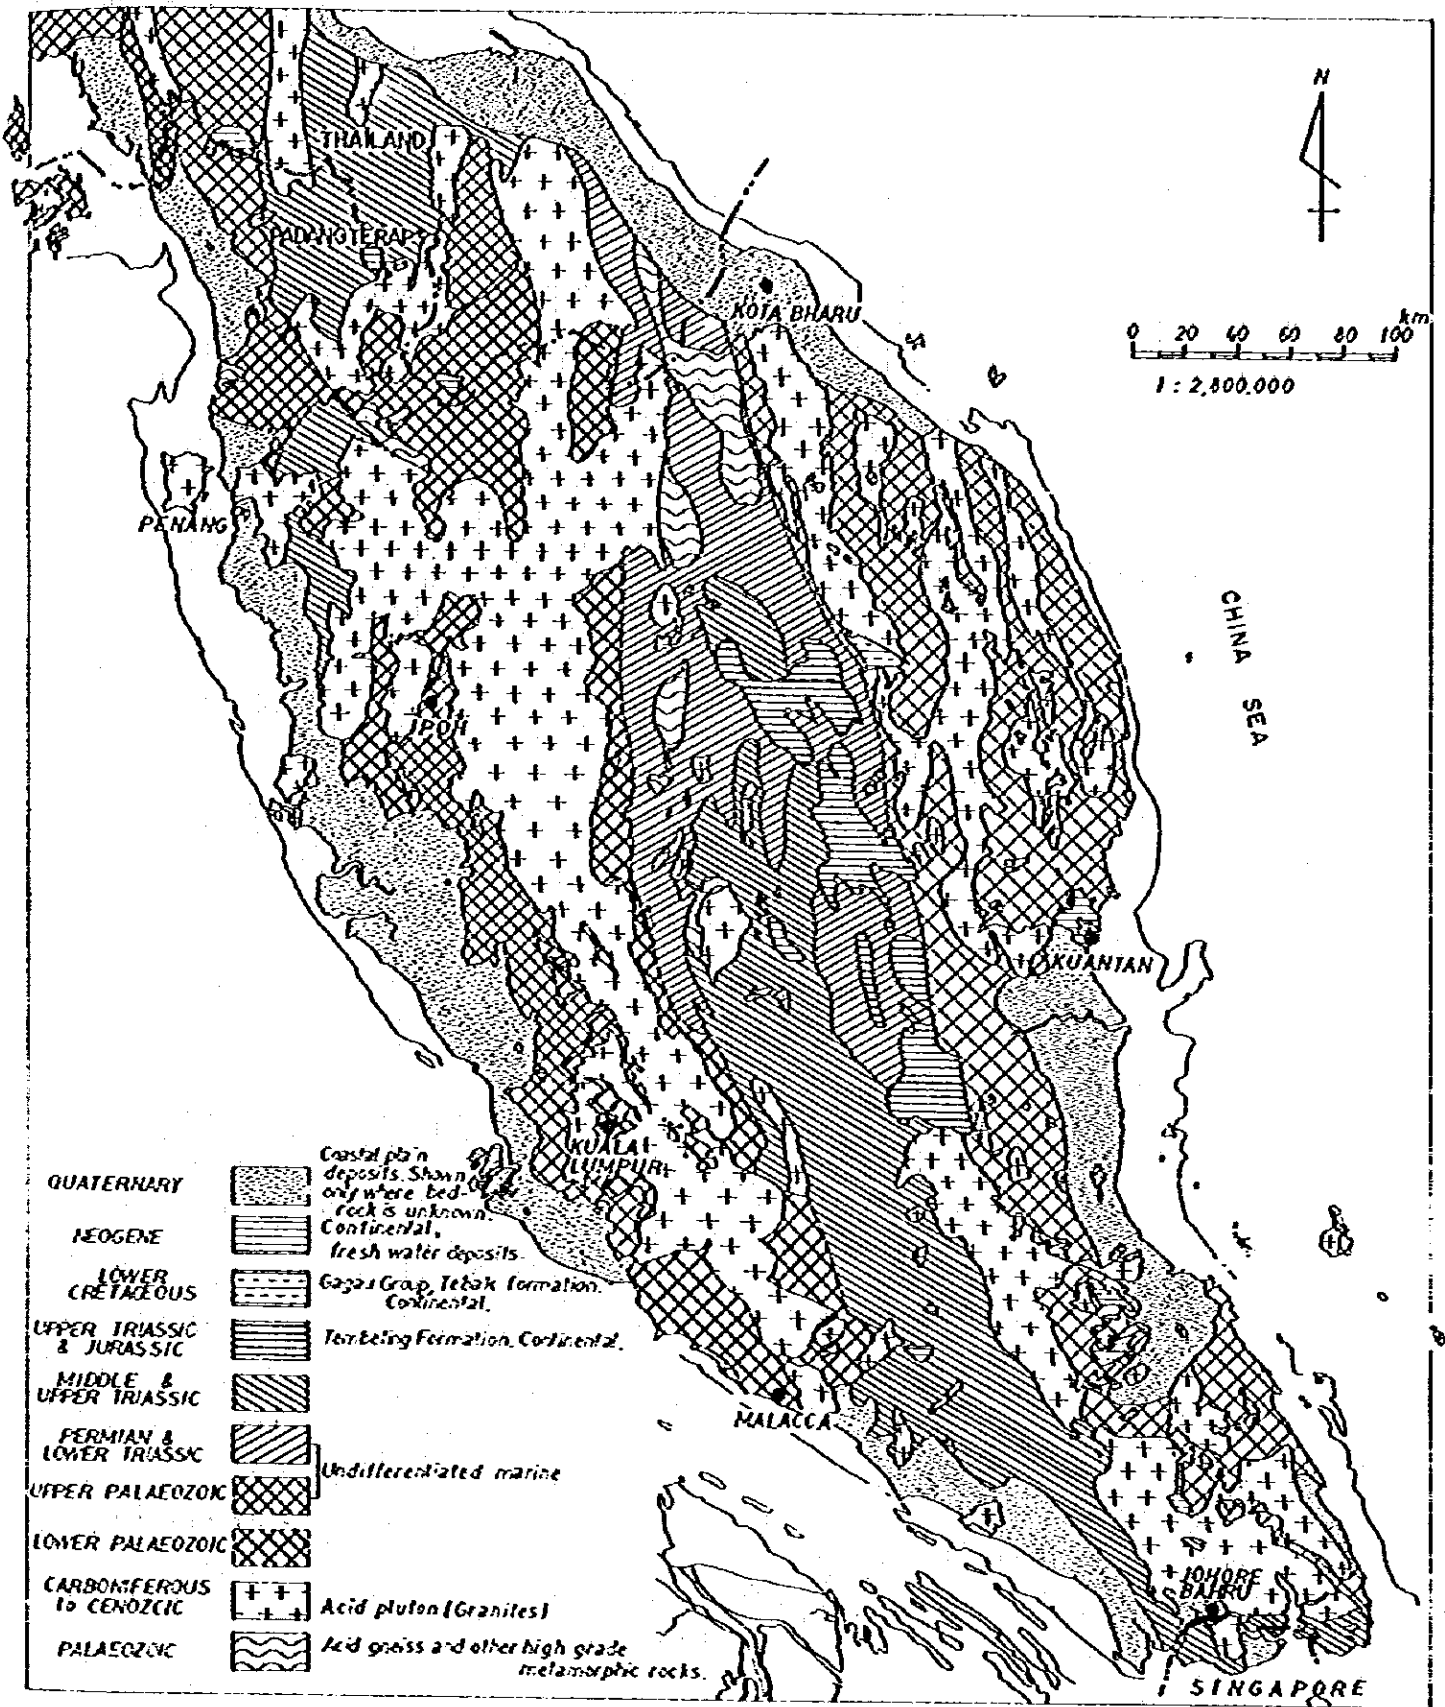 N
THAILAND
PADANGTERAP
KOTA BHARU
km
0 20 40 60 80 100
1 : 2,800,000
PENANG
CHINA SEA
IPOH
KUANTAN
KUALA
LUMPUR
MALACCA
JOHORE
BAHRU
SINGAPORE
QUATERNARY
Coastal plain
deposits. Shown
only where bed-
rock is unknown.
NEOGENE
Continental,
fresh water deposits.
LOWER
CRETACEOUS
Gagau Group, Tebak formation.
Continental.
UPPER TRIASSIC
& JURASSIC
Tembeling Formation, Continental.
MIDDLE &
UPPER TRIASSIC
PERMIAN &
LOWER TRIASSIC
Undifferentiated marine
UPPER PALAEOZOIC
LOWER PALAEOZOIC
CARBONIFEROUS
to CENOZOIC
Acid pluton (Granites)
PALAEOZOIC
Acid gneiss and other high grade
metamorphic rocks.